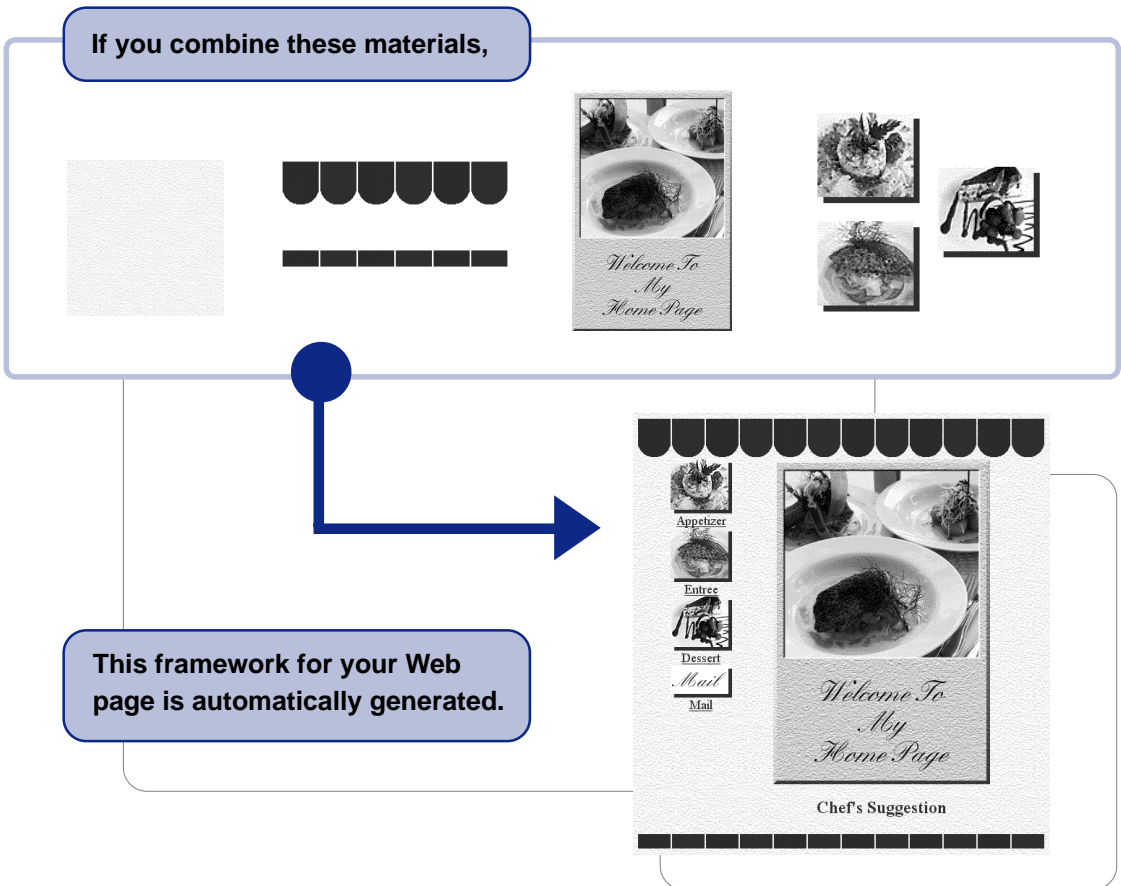 If you combine these materials,
Welcome To
My
Home Page
This framework for your Web
page is automatically generated.
Appetizer
Entree
Dessert
Mail
Mail
Welcome To
My
Home Page
Chef's Suggestion